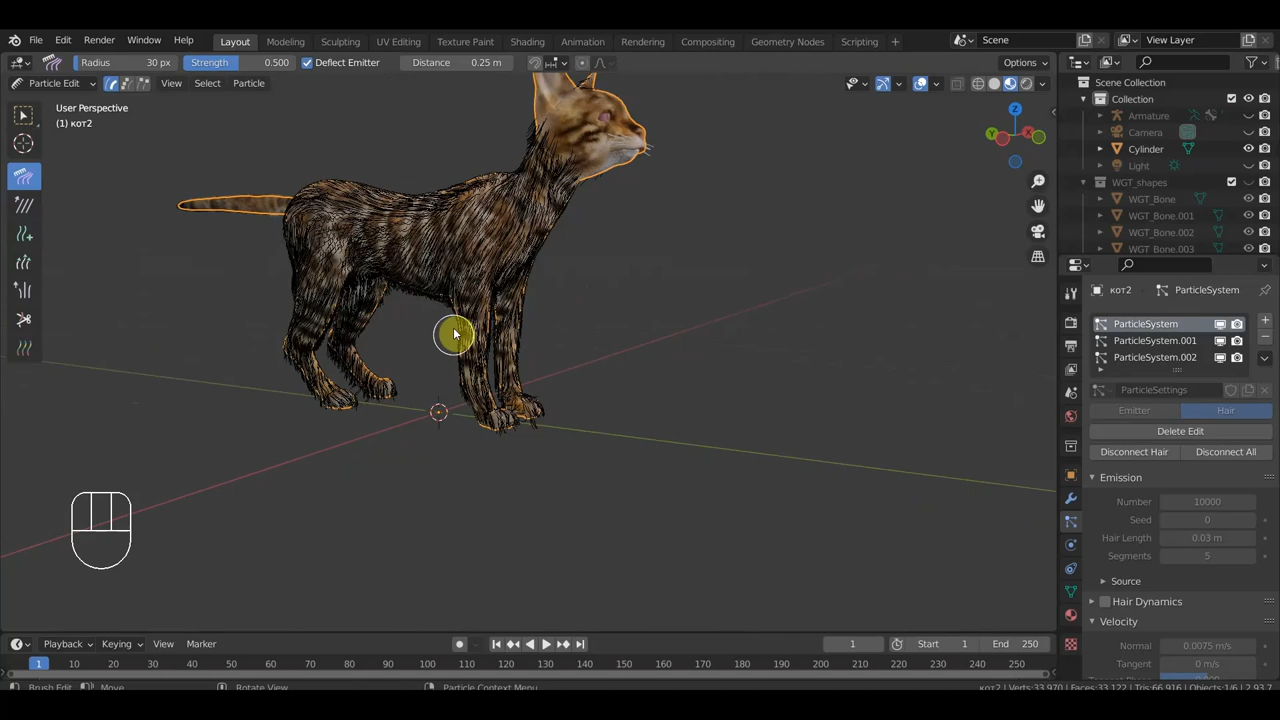 File Edit Render Window Help Layout Modeling Sculpting UV Editing Texture Paint Shading Animation Rendering Compositing Geometry Nodes Scripting + Scene View Layer
Radius 30 px Strength 0.500 Deflect Emitter Distance 0.25 m Options
Particle Edit View Select Particle
User Perspective
(1) кот2
Z
Y
X
Scene Collection
Collection
Armature
Camera
Cylinder
Light
WGT_shapes
WGT_Bone
WGT_Bone.001
WGT_Bone.002
WGT_Bone.003
кот2 ParticleSystem
ParticleSystem
ParticleSystem.001
ParticleSystem.002
ParticleSettings
Emitter Hair
Delete Edit
Disconnect Hair Disconnect All
Emission
Number 10000
Seed 0
Hair Length 0.03 m
Segments 5
Source
Hair Dynamics
Velocity
Normal 0.0075 m/s
Tangent 0 m/s
Playback Keying View Marker 1 Start 1 End 250
1 10 20 30 40 50 60 70 80 90 100 110 120 130 140 150 160 170 180 190 200 210 220 230 240 250
Brush Edit Move Rotate View Particle Context Menu